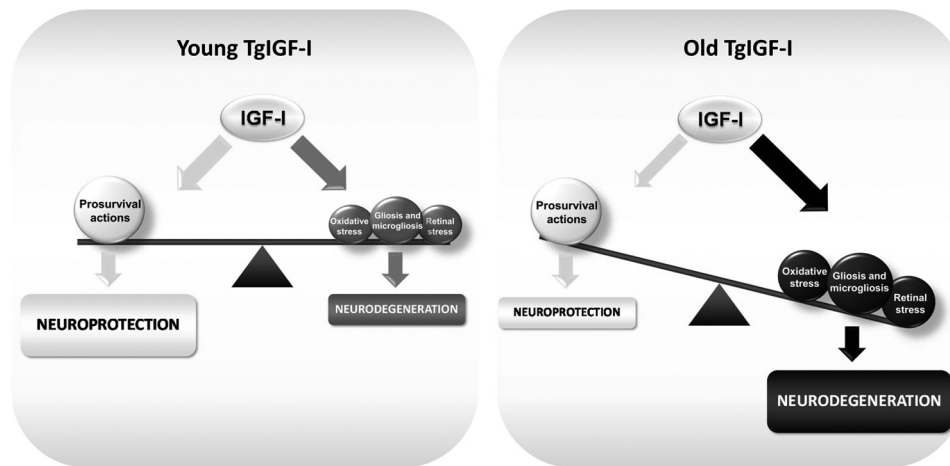 Young TgIGF-I
IGF-I
Prosurvival
actions
Oxidative
stress
Gliosis and
microgliosis
Retinal
stress
NEUROPROTECTION
NEURODEGENERATION
Old TgIGF-I
IGF-I
Prosurvival
actions
Oxidative
stress
Gliosis and
microgliosis
Retinal
stress
NEUROPROTECTION
NEURODEGENERATION